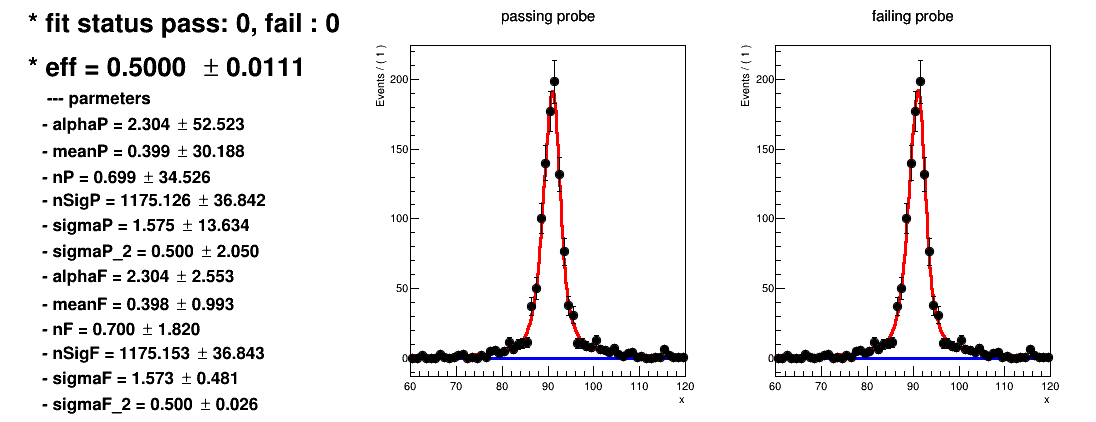 * fit status pass: 0, fail : 0
* eff = 0.5000 ± 0.0111
--- parmeters
- alphaP = 2.304 ± 52.523
- meanP = 0.399 ± 30.188
- nP = 0.699 ± 34.526
- nSigP = 1175.126 ± 36.842
- sigmaP = 1.575 ± 13.634
- sigmaP_2 = 0.500 ± 2.050
- alphaF = 2.304 ± 2.553
- meanF = 0.398 ± 0.993
- nF = 0.700 ± 1.820
- nSigF = 1175.153 ± 36.843
- sigmaF = 1.573 ± 0.481
- sigmaF_2 = 0.500 ± 0.026
passing probe
Events / ( 1 )
200
150
100
50
0
60 70 80 90 100 110 120
x
failing probe
Events / ( 1 )
200
150
100
50
0
60 70 80 90 100 110 120
x